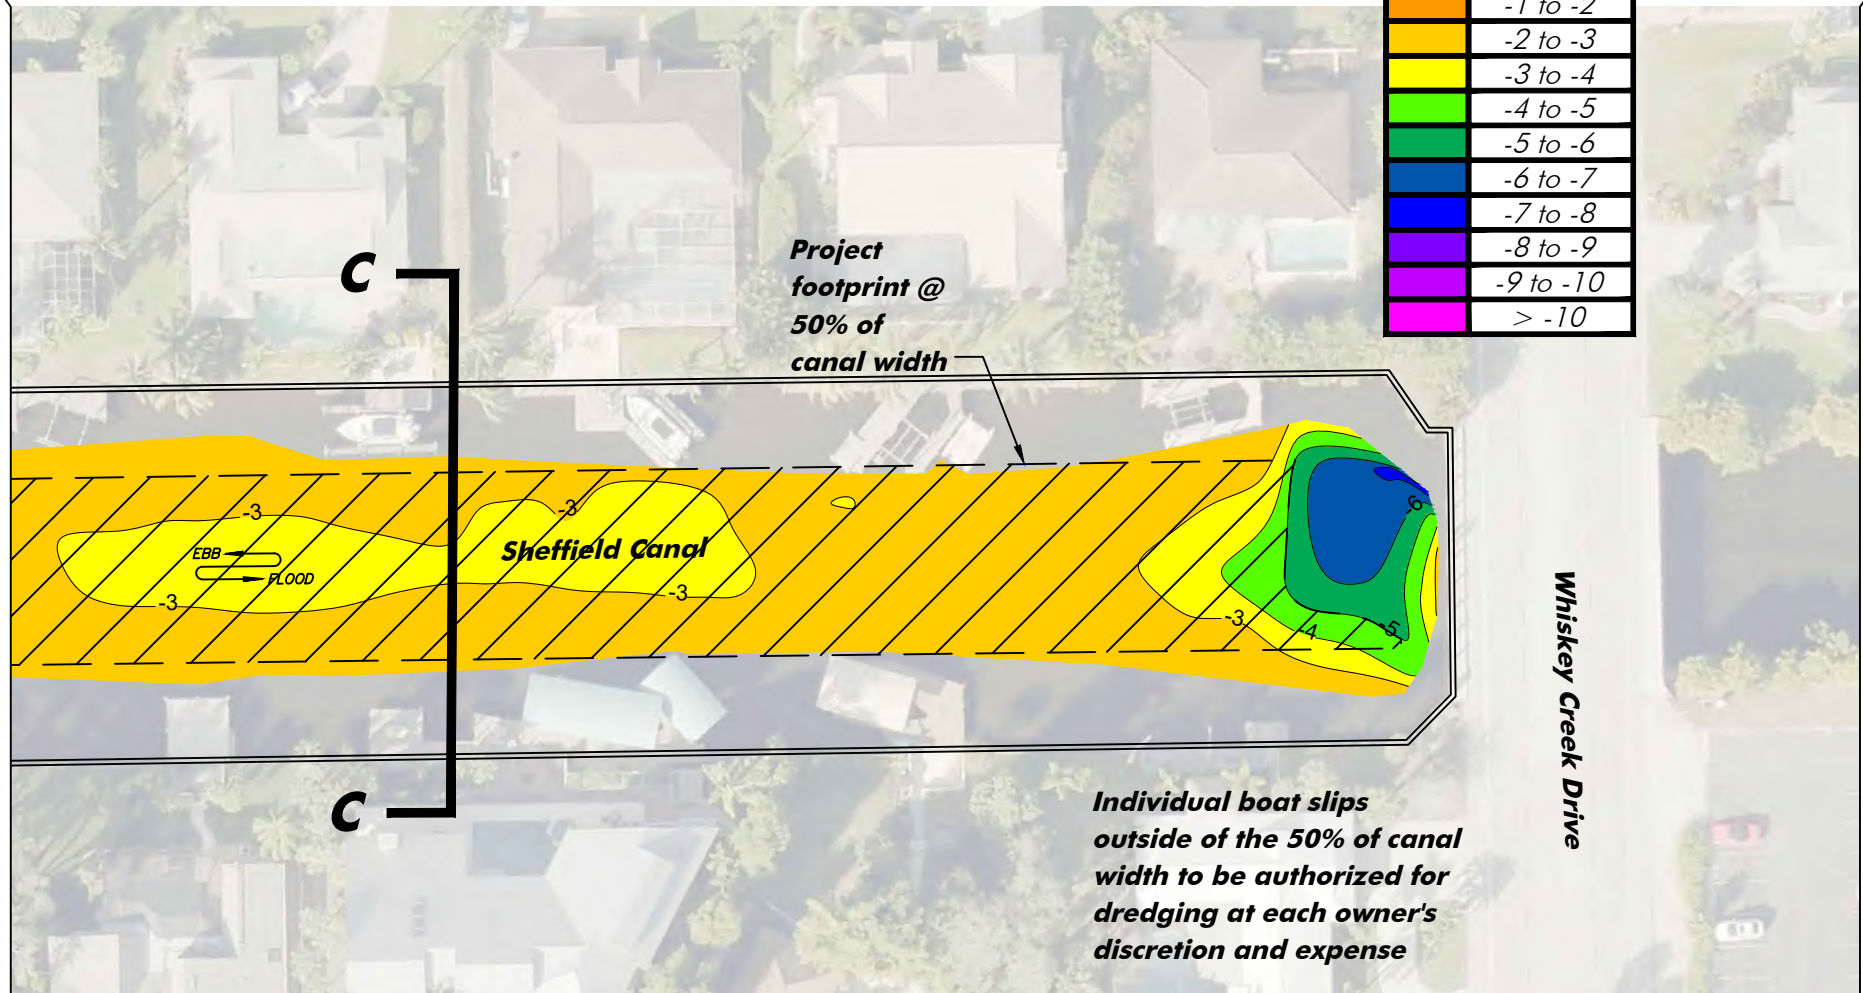 -1 to -2
-2 to -3
-3 to -4
-4 to -5
-5 to -6
-6 to -7
-7 to -8
-8 to -9
-9 to -10
> -10
C
Project
footprint @
50% of
canal width
-3
-3
-6
EBB
FLOOD
Sheffield Canal
-3
-3
-3
-4
-5
Whiskey Creek Drive
C
Individual boat slips
outside of the 50% of canal
width to be authorized for
dredging at each owner's
discretion and expense